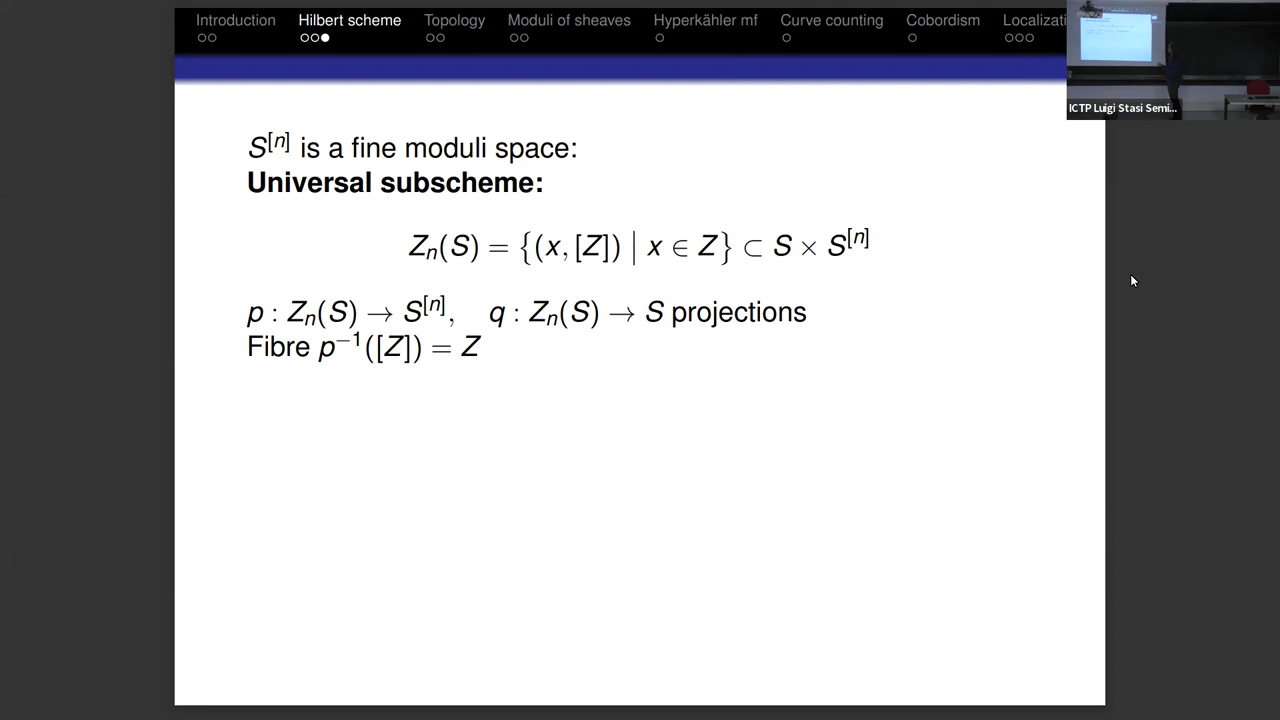 Introduction Hilbert scheme Topology Moduli of sheaves Hyperkähler mf Curve counting Cobordism Localizati
ICTP Luigi Stasi Semi...
S^{[n]} is a fine moduli space:
Universal subscheme:
Z_n(S) = {(x, [Z]) | x ∈ Z} ⊂ S × S^{[n]}
p : Z_n(S) → S^{[n]}, q : Z_n(S) → S projections
Fibre p^{-1}([Z]) = Z